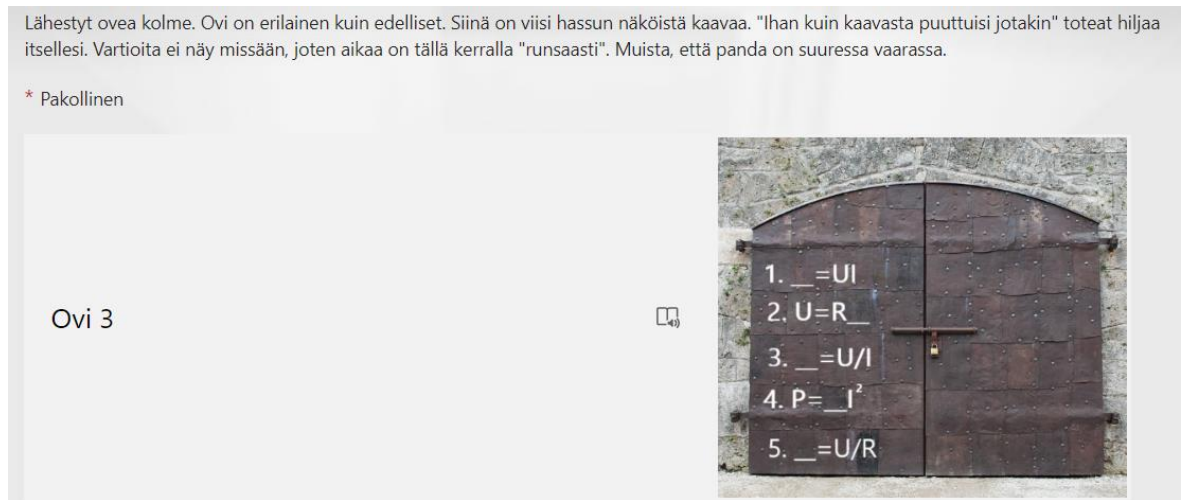 Lähestyt ovea kolme. Ovi on erilainen kuin edelliset. Siinä on viisi hassun näköistä kaavaa. "Ihan kuin kaavasta puuttuisi jotakin" toteat hiljaa
itsellesi. Vartioita ei näy missään, joten aikaa on tällä kerralla "runsaasti". Muista, että panda on suuressa vaarassa.
* Pakollinen
Ovi 3
1. __=UI
2. U=R__
3. __=U/I
4. P=__I²
5. __=U/R